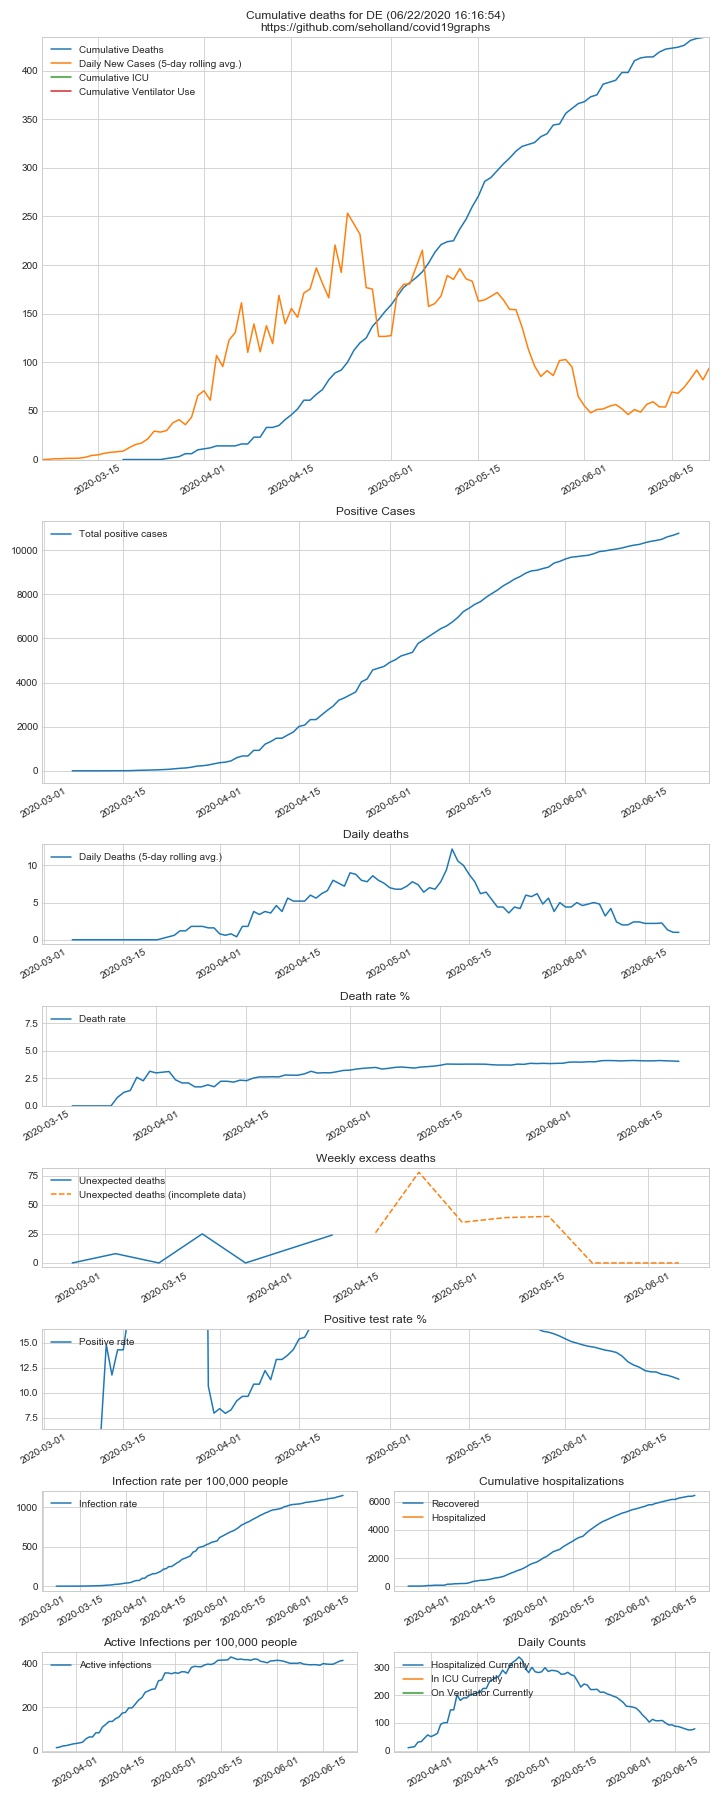 Cumulative deaths for DE (06/22/2020 16:16:54)
https://github.com/seholland/covid19graphs
Cumulative Deaths
Daily New Cases (5-day rolling avg.)
Cumulative ICU
Cumulative Ventilator Use
400
350
300
250
200
150
100
50
0
2020-03-15 2020-04-01 2020-04-15 2020-05-01 2020-05-15 2020-06-01 2020-06-15
Positive Cases
Total positive cases
10000
8000
6000
4000
2000
0
2020-03-01 2020-03-15 2020-04-01 2020-04-15 2020-05-01 2020-05-15 2020-06-01 2020-06-15
Daily deaths
Daily Deaths (5-day rolling avg.)
10
5
0
2020-03-01 2020-03-15 2020-04-01 2020-04-15 2020-05-01 2020-05-15 2020-06-01 2020-06-15
Death rate %
Death rate
7.5
5.0
2.5
0.0
2020-03-15 2020-04-01 2020-04-15 2020-05-01 2020-05-15 2020-06-01 2020-06-15
Weekly excess deaths
Unexpected deaths
Unexpected deaths (incomplete data)
75
50
25
0
2020-03-01 2020-03-15 2020-04-01 2020-04-15 2020-05-01 2020-05-15 2020-06-01
Positive test rate %
Positive rate
15.0
12.5
10.0
7.5
2020-03-01 2020-03-15 2020-04-01 2020-04-15 2020-05-01 2020-05-15 2020-06-01 2020-06-15
Infection rate per 100,000 people
Infection rate
1000
500
0
2020-03-01 2020-03-15 2020-04-01 2020-04-15 2020-05-01 2020-05-15 2020-06-01 2020-06-15
Cumulative hospitalizations
Recovered
Hospitalized
6000
4000
2000
0
2020-04-01 2020-04-15 2020-05-01 2020-05-15 2020-06-01 2020-06-15
Active Infections per 100,000 people
Active infections
400
200
0
2020-04-01 2020-04-15 2020-05-01 2020-05-15 2020-06-01 2020-06-15
Daily Counts
Hospitalized Currently
In ICU Currently
On Ventilator Currently
300
200
100
0
2020-04-01 2020-04-15 2020-05-01 2020-05-15 2020-06-01 2020-06-15